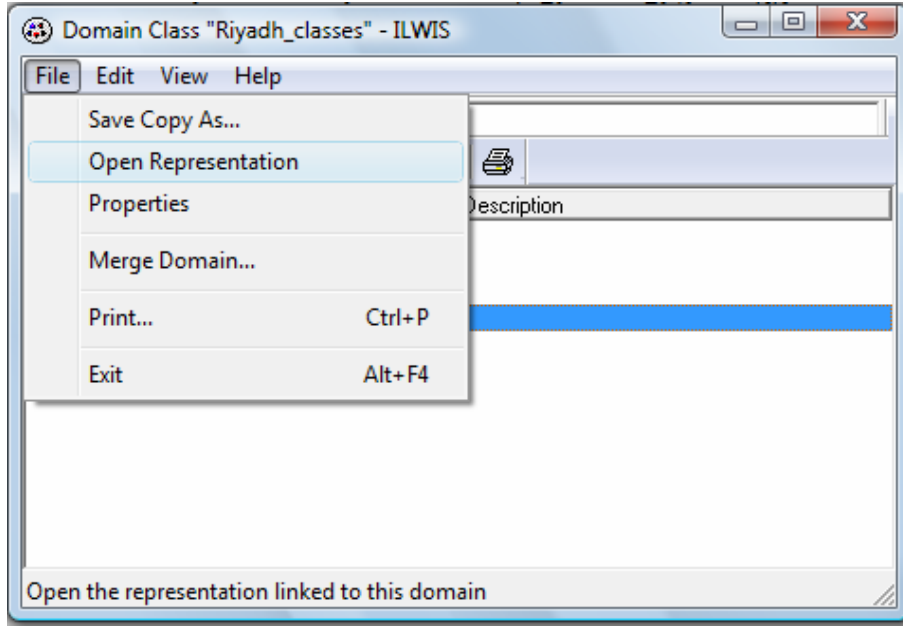 Domain Class "Riyadh_classes" - ILWIS
File Edit View Help
Save Copy As...
Open Representation
Properties
Description
Merge Domain...
Print... Ctrl+P
Exit Alt+F4
Open the representation linked to this domain